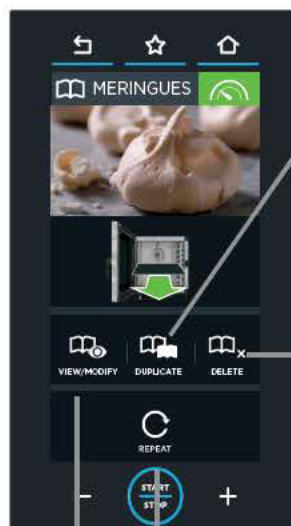 MERINGUES
VIEW/MODIFY DUPLICATE DELETE
REPEAT
START
- STOP +